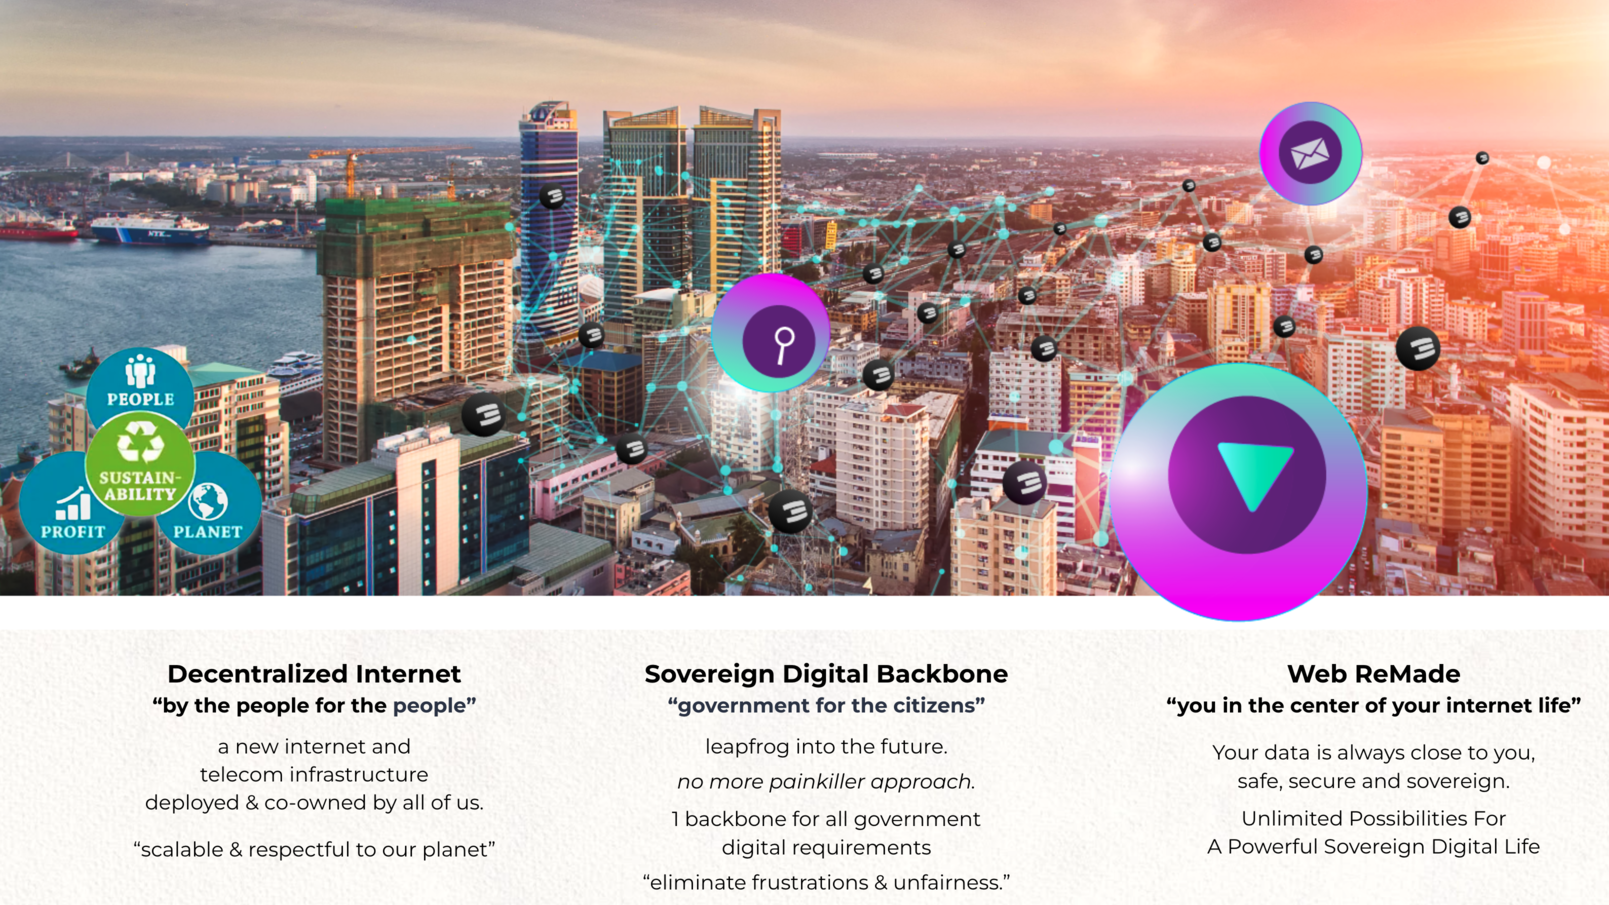 NYK
PEOPLE
SUSTAIN-
ABILITY
PROFIT
PLANET
Decentralized Internet
“by the people for the people”
a new internet and
telecom infrastructure
deployed & co-owned by all of us.
“scalable & respectful to our planet”
Sovereign Digital Backbone
“government for the citizens”
leapfrog into the future.
no more painkiller approach.
1 backbone for all government
digital requirements
“eliminate frustrations & unfairness.”
Web ReMade
“you in the center of your internet life”
Your data is always close to you,
safe, secure and sovereign.
Unlimited Possibilities For
A Powerful Sovereign Digital Life